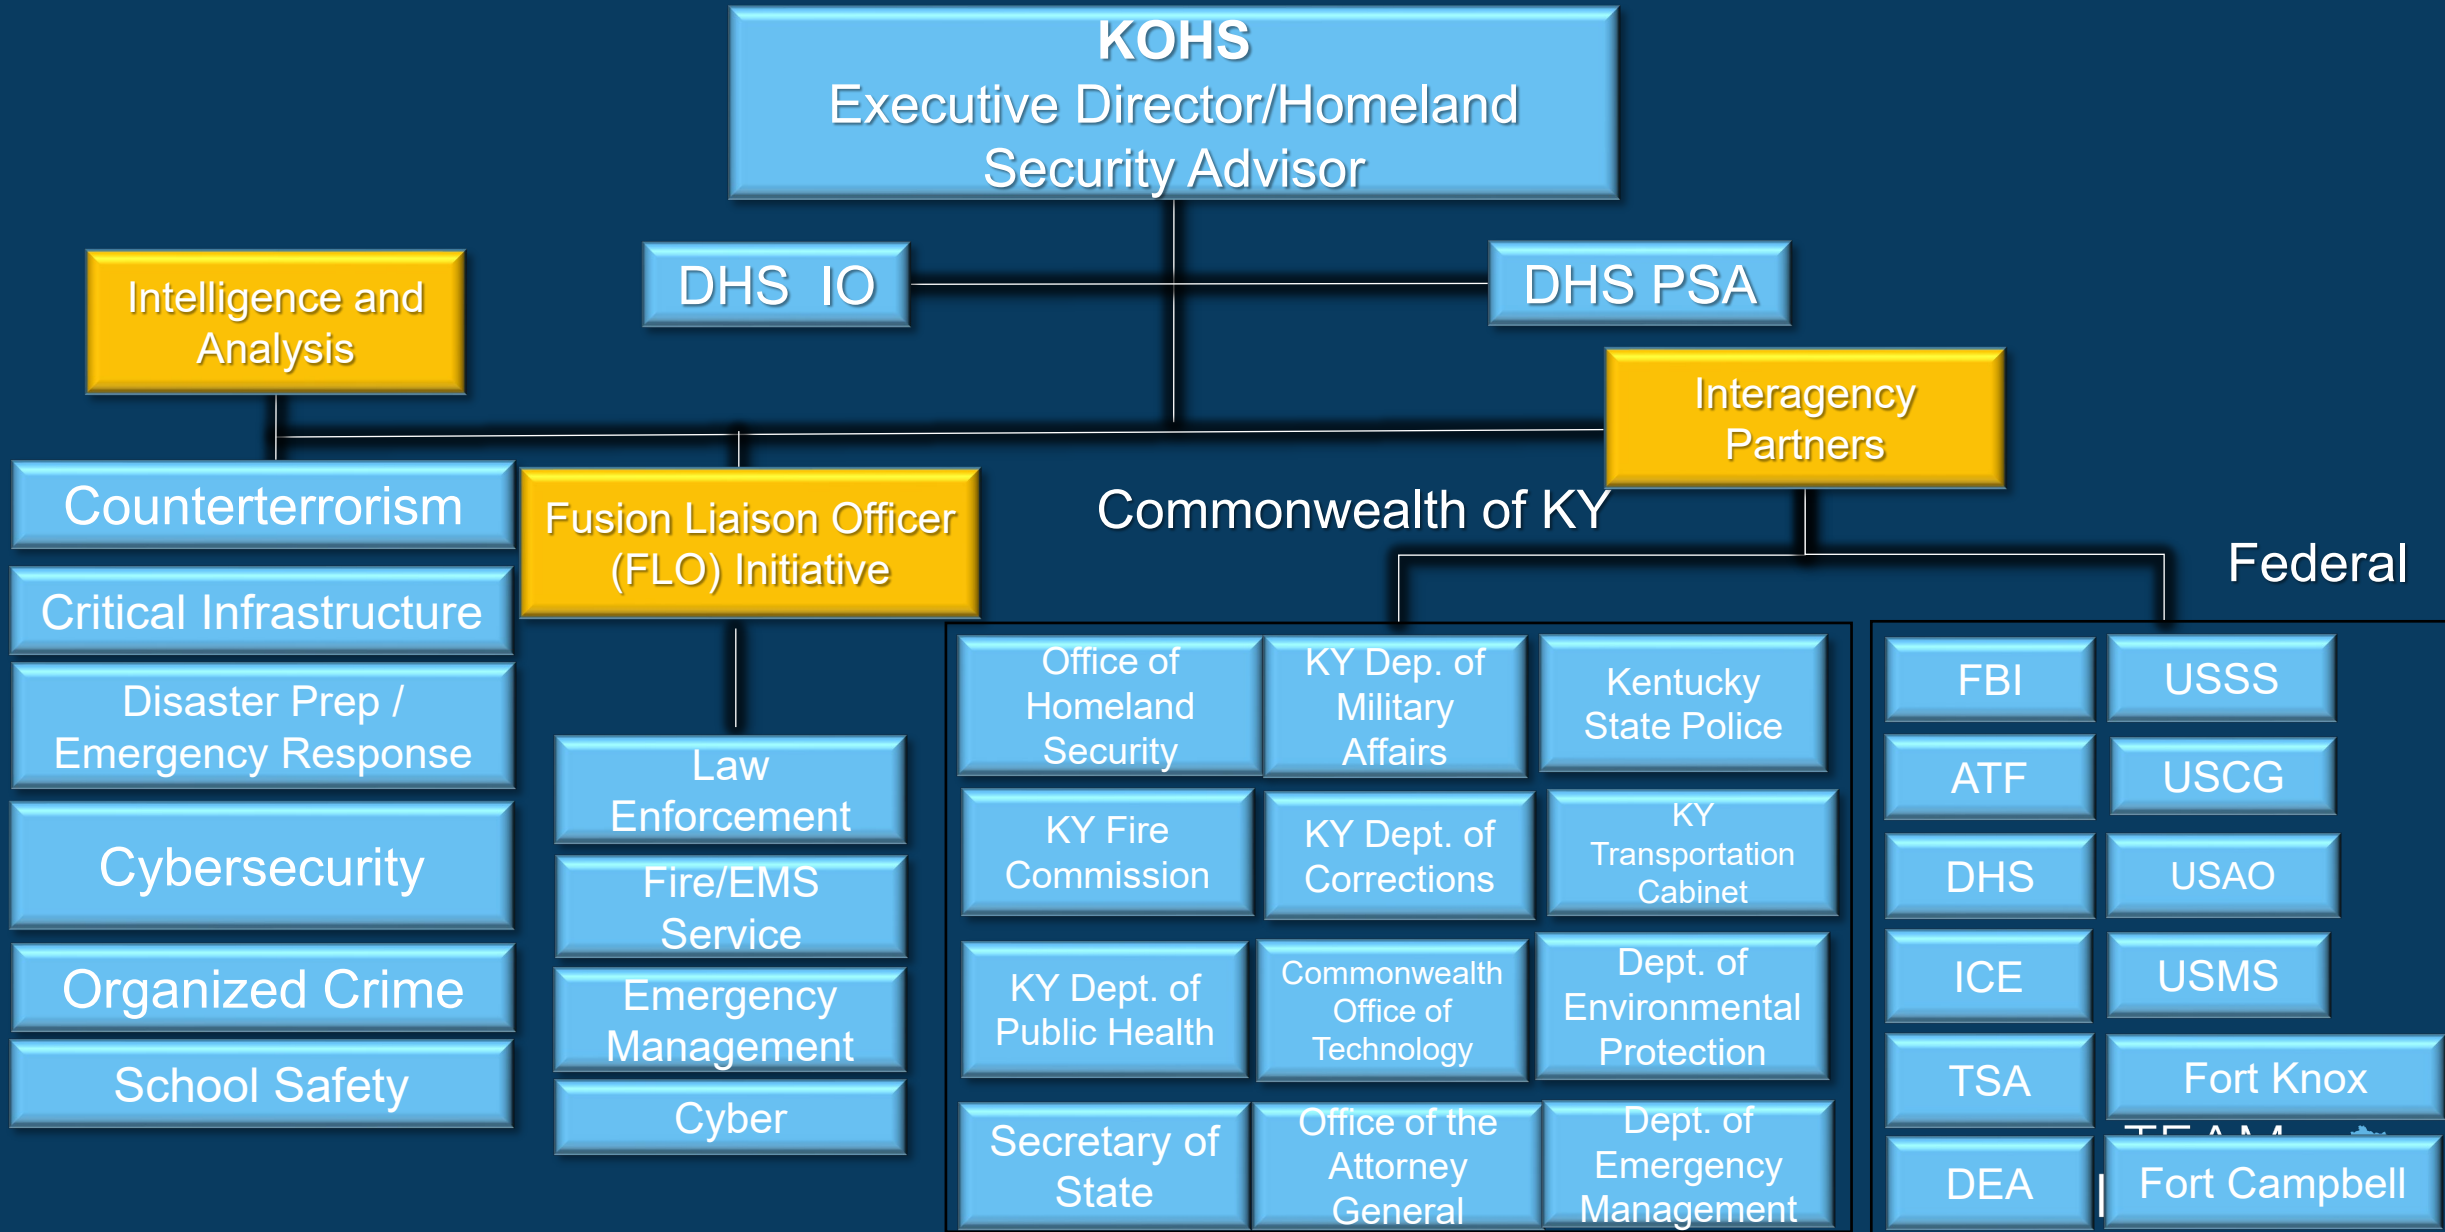 KOHS
Executive Director/Homeland
Security Advisor
DHS IO
DHS PSA
Intelligence and
Analysis
Interagency
Partners
Counterterrorism
Critical Infrastructure
Disaster Prep /
Emergency Response
Cybersecurity
Organized Crime
School Safety
Fusion Liaison Officer
(FLO) Initiative
Law
Enforcement
Fire/EMS
Service
Emergency
Management
Cyber
Commonwealth of KY
Office of
Homeland
Security
KY Dep. of
Military
Affairs
Kentucky
State Police
KY Fire
Commission
KY Dept. of
Corrections
KY
Transportation
Cabinet
KY Dept. of
Public Health
Commonwealth
Office of
Technology
Dept. of
Environmental
Protection
Secretary of
State
Office of the
Attorney
General
Dept. of
Emergency
Management
Federal
FBI
USSS
ATF
USCG
DHS
USAO
ICE
USMS
TSA
Fort Knox
TEAM
DEA
Fort Campbell